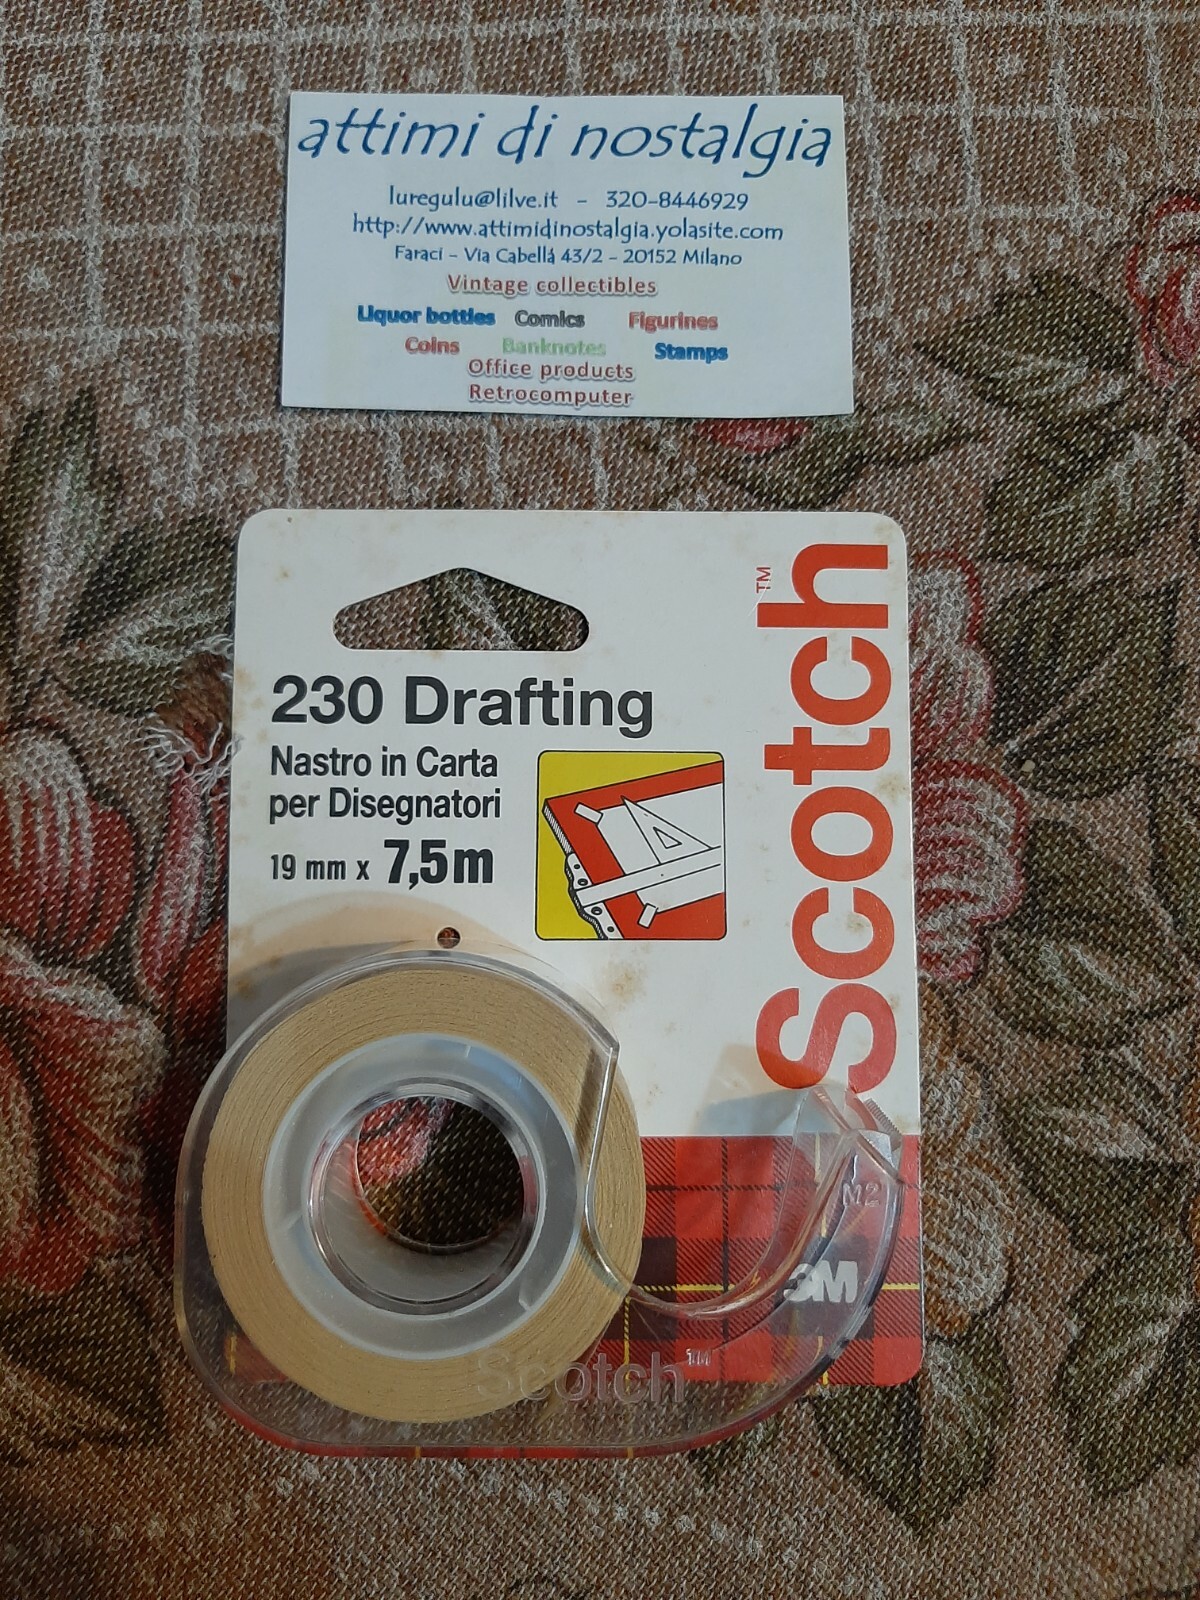 attimi di nostalgia
luregulu@lilve.it - 320-8446929
http://www.attimidinostalgia.yolasite.com
Faraci - Via Cabellá 43/2 - 20152 Milano
Vintage collectibles
Liquor bottles Comics Figurines
Coins Banknotes Stamps
Office products
Retrocomputer
Scotch™
230 Drafting
Nastro in Carta
per Disegnatori
19 mm x 7,5m
M2
3M
Scotch™